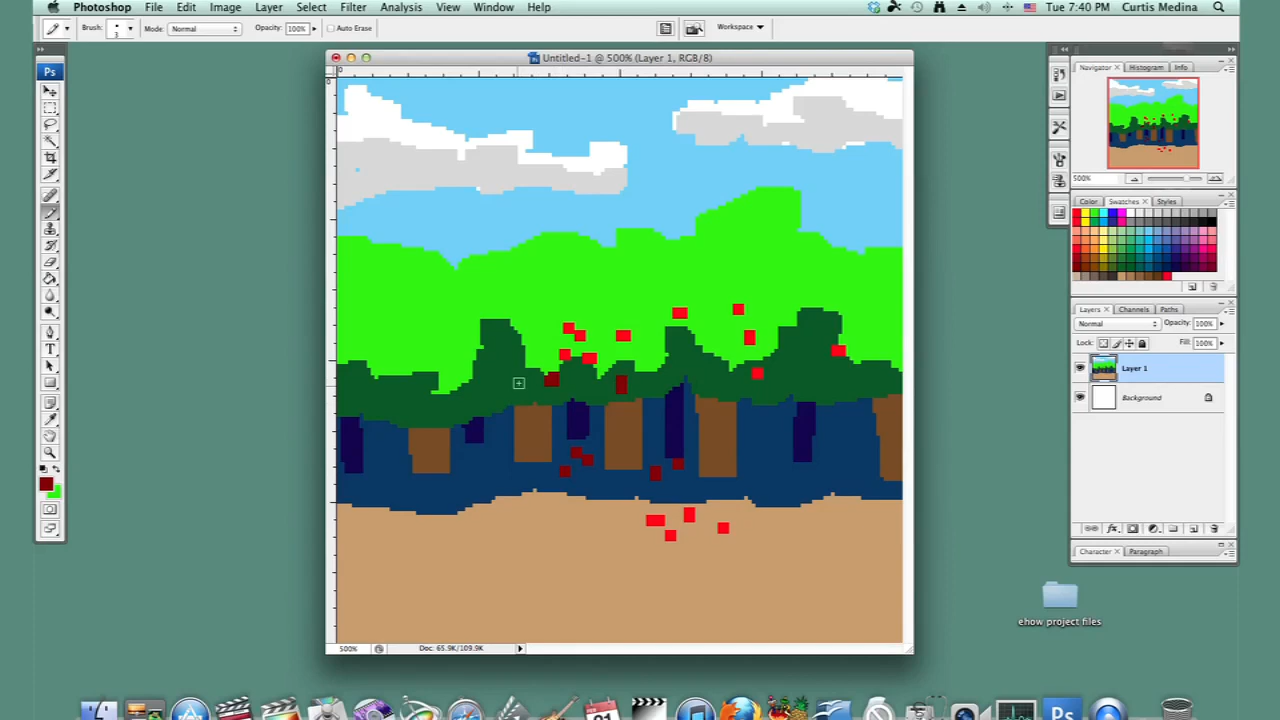 Photoshop File Edit Image Layer Select Filter Analysis View Window Help Tue 7:40 PM Curtis Medina
Brush: 3 Mode: Normal Opacity: 100% Auto Erase Workspace
Ps
Untitled-1 @ 500% (Layer 1, RGB/8)
Navigator Histogram Info
500%
Color Swatches Styles
Layers Channels Paths
Normal Opacity: 100%
Lock: Fill: 100%
Layer 1
Background
Character Paragraph
ehow project files
500% Doc: 65.9K/109.9K
Ps